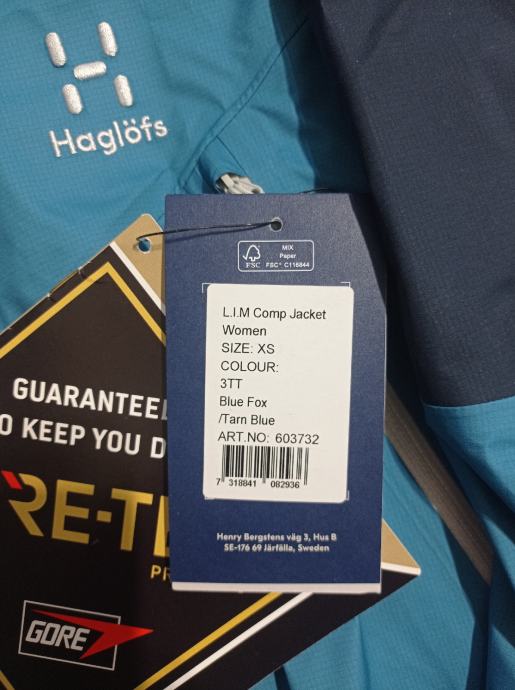 Haglöfs
FSC
MIX
Paper
FSC® C116844
L.I.M Comp Jacket
Women
SIZE: XS
COLOUR:
3TT
Blue Fox
/Tarn Blue
ART.NO: 603732
7 318841 082936
Henry Bergstens väg 3, Hus B
SE-176 69 Järfälla, Sweden
KEEP YOU
GORE